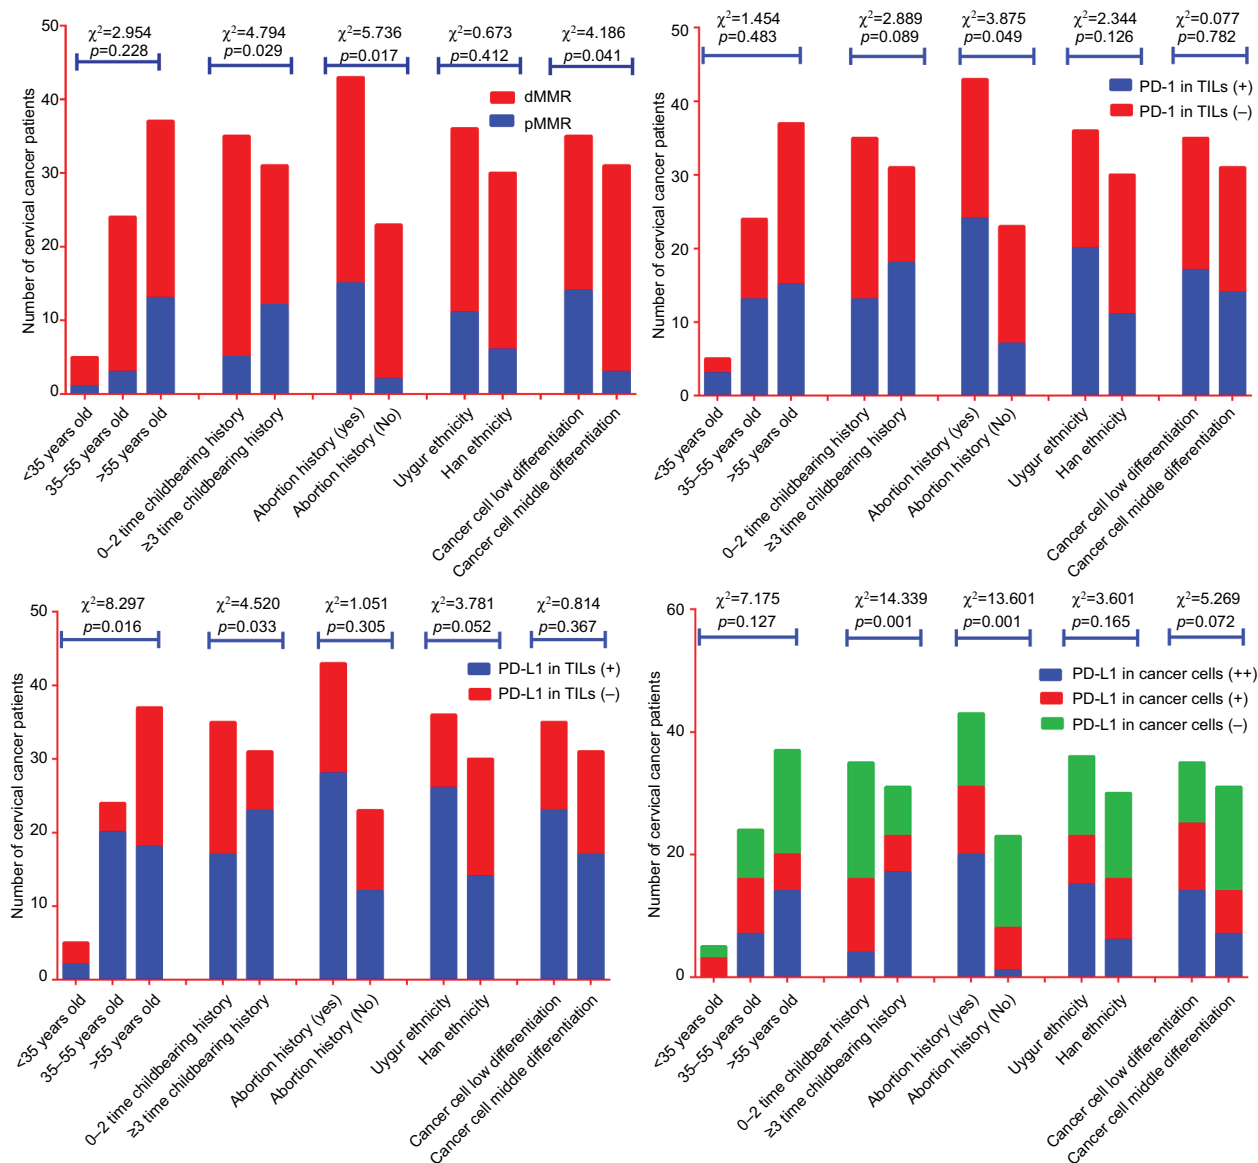 χ²=2.954
p=0.228
χ²=4.794
p=0.029
χ²=5.736
p=0.017
χ²=0.673
p=0.412
χ²=4.186
p=0.041
50
40
30
20
10
0
Number of cervical cancer patients
dMMR
pMMR
<35 years old
35–55 years old
>55 years old
0–2 time childbearing history
≥3 time childbearing history
Abortion history (yes)
Abortion history (No)
Uygur ethnicity
Han ethnicity
Cancer cell low differentiation
Cancer cell middle differentiation
χ²=1.454
p=0.483
χ²=2.889
p=0.089
χ²=3.875
p=0.049
χ²=2.344
p=0.126
χ²=0.077
p=0.782
50
40
30
20
10
0
Number of cervical cancer patients
PD-1 in TILs (+)
PD-1 in TILs (–)
<35 years old
35–55 years old
>55 years old
0–2 time childbearing history
≥3 time childbearing history
Abortion history (yes)
Abortion history (No)
Uygur ethnicity
Han ethnicity
Cancer cell low differentiation
Cancer cell middle differentiation
χ²=8.297
p=0.016
χ²=4.520
p=0.033
χ²=1.051
p=0.305
χ²=3.781
p=0.052
χ²=0.814
p=0.367
50
40
30
20
10
0
Number of cervical cancer patients
PD-L1 in TILs (+)
PD-L1 in TILs (–)
<35 years old
35–55 years old
>55 years old
0–2 time childbearing history
≥3 time childbearing history
Abortion history (yes)
Abortion history (No)
Uygur ethnicity
Han ethnicity
Cancer cell low differentiation
Cancer cell middle differentiation
χ²=7.175
p=0.127
χ²=14.339
p=0.001
χ²=13.601
p=0.001
χ²=3.601
p=0.165
χ²=5.269
p=0.072
60
40
20
0
Number of cervical cancer patients
PD-L1 in cancer cells (++)
PD-L1 in cancer cells (+)
PD-L1 in cancer cells (–)
<35 years old
35–55 years old
>55 years old
0–2 time childbear history
≥3 time childbearing history
Abortion history (yes)
Abortion history (No)
Uygur ethnicity
Han ethnicity
Cancer cell low differentiation
Cancer cell middle differentiation